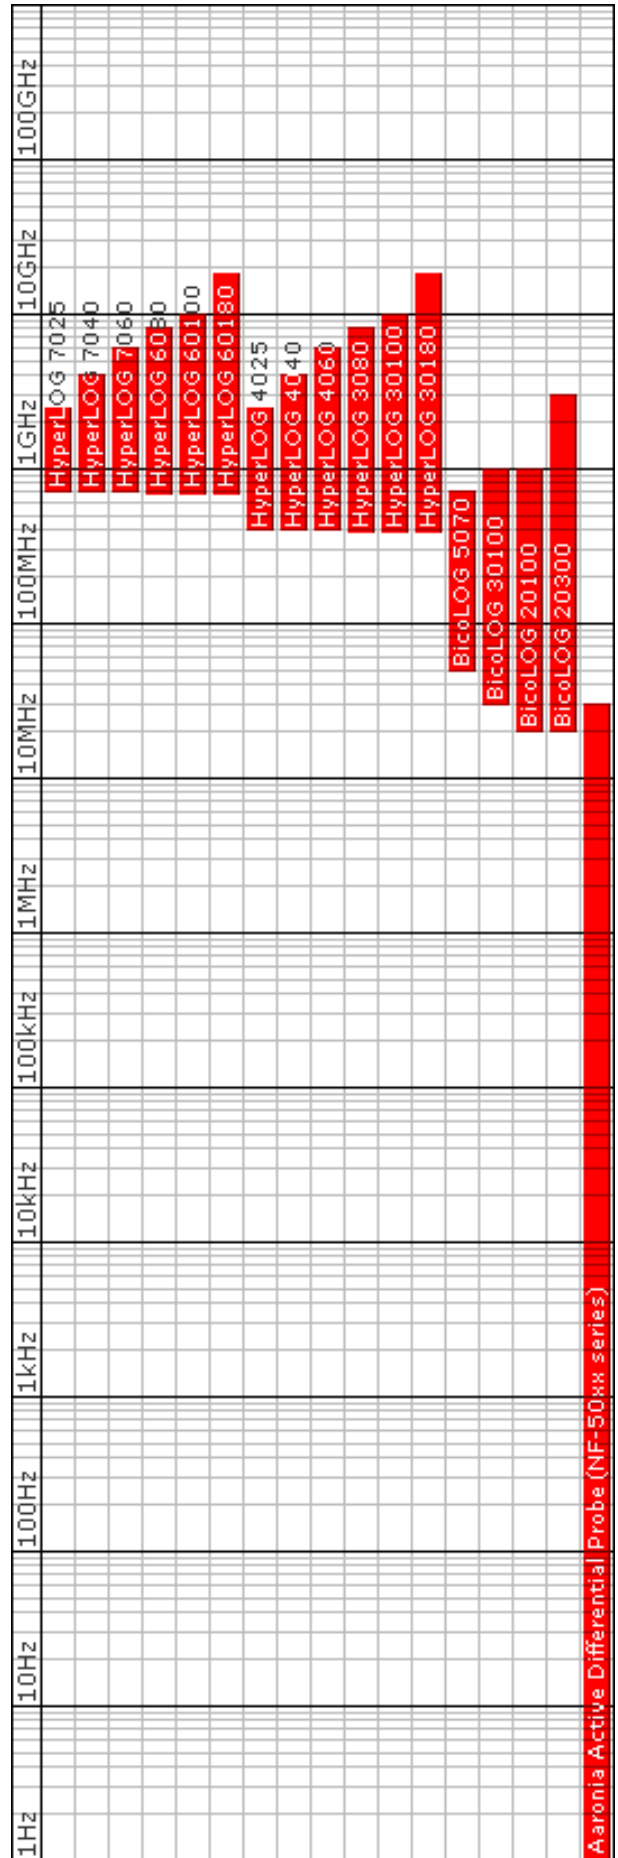 1Hz
10Hz
100Hz
1kHz
10kHz
100kHz
1MHz
10MHz
100MHz
1GHz
10GHz
100GHz
HyperLOG 7025
HyperLOG 7040
HyperLOG 7060
HyperLOG 6080
HyperLOG 60100
HyperLOG 60180
HyperLOG 4025
HyperLOG 4040
HyperLOG 4060
HyperLOG 3080
HyperLOG 30100
HyperLOG 30180
BicoLOG 5070
BicoLOG 30100
BicoLOG 20100
BicoLOG 20300
Aaronia Active Differential Probe (NF-50xx series)